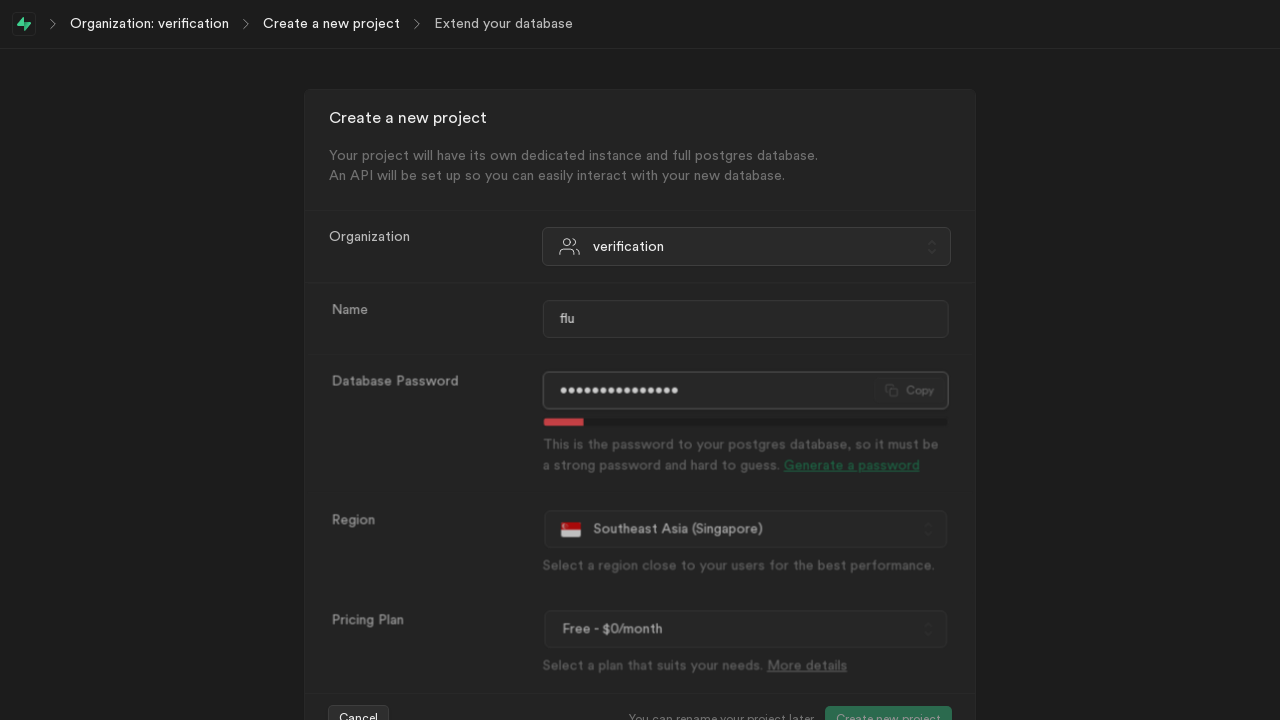 Organization: verification
Create a new project
Extend your database
Create a new project
Your project will have its own dedicated instance and full postgres database.
An API will be set up so you can easily interact with your new database.
Organization
verification
Name
flu
Database Password
•••••••••••••••
Copy
This is the password to your postgres database, so it must be
a strong password and hard to guess. Generate a password
Region
Southeast Asia (Singapore)
Select a region close to your users for the best performance.
Pricing Plan
Free - $0/month
Select a plan that suits your needs. More details
Cancel
You can rename your project later
Create new project